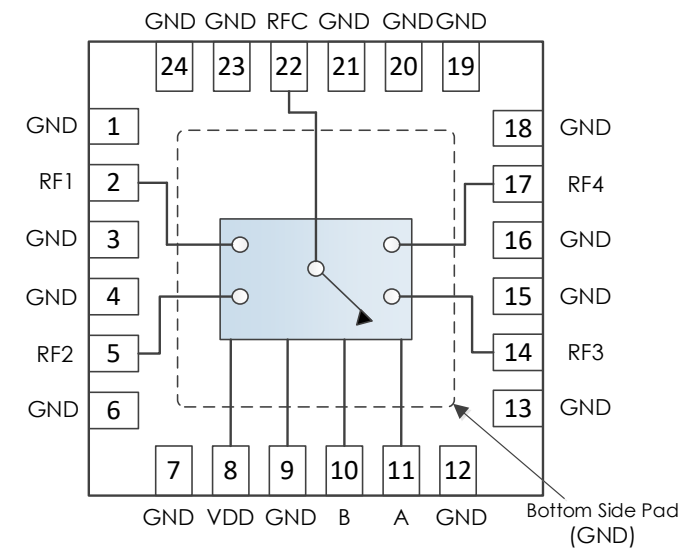 GND GND RFC GND GND GND
24 23 22 21 20 19
GND 1 18 GND
RF1 2 17 RF4
GND 3 16 GND
GND 4 15 GND
RF2 5 14 RF3
GND 6 13 GND
7 8 9 10 11 12
GND VDD GND B A GND
Bottom Side Pad
(GND)